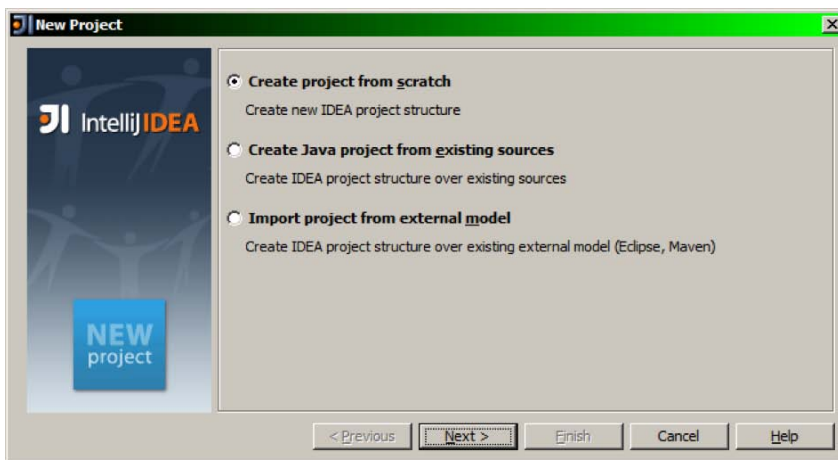 New Project
IntelliJ IDEA
Create project from scratch
Create new IDEA project structure
Create Java project from existing sources
Create IDEA project structure over existing sources
Import project from external model
Create IDEA project structure over existing external model (Eclipse, Maven)
NEW
project
< Previous
Next >
Finish
Cancel
Help